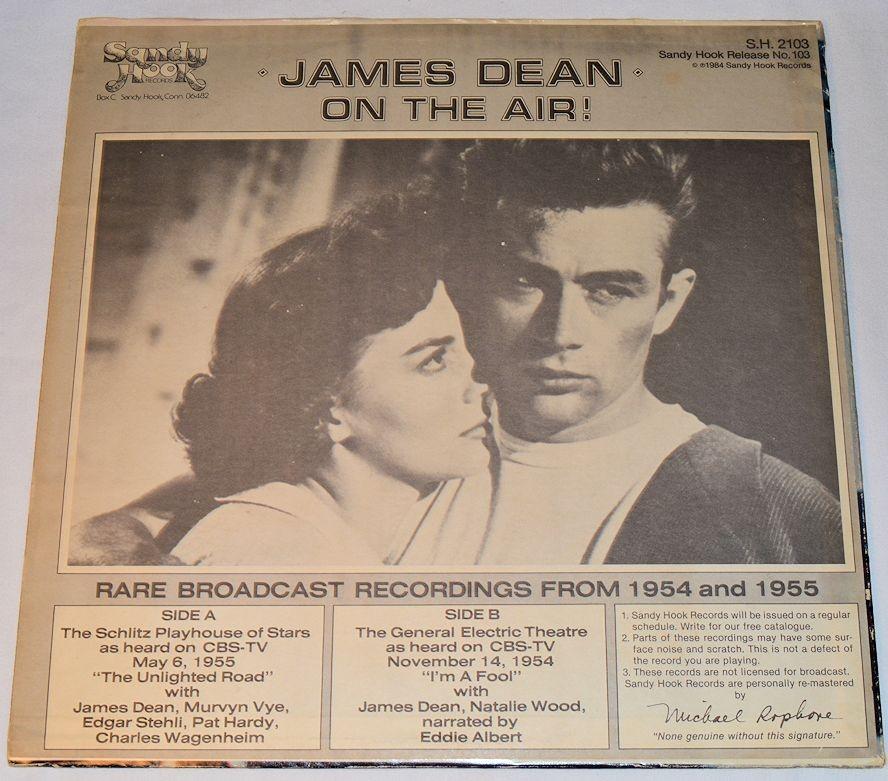 Sandy
Hook
RECORDS
Box C Sandy Hook, Conn. 06482
S.H. 2103
Sandy Hook Release No. 103
© ℗1984 Sandy Hook Records
JAMES DEAN
ON THE AIR!
RARE BROADCAST RECORDINGS FROM 1954 and 1955
SIDE A
The Schlitz Playhouse of Stars
as heard on CBS-TV
May 6, 1955
"The Unlighted Road"
with
James Dean, Murvyn Vye,
Edgar Stehli, Pat Hardy,
Charles Wagenheim
SIDE B
The General Electric Theatre
as heard on CBS-TV
November 14, 1954
"I'm A Fool"
with
James Dean, Natalie Wood,
narrated by
Eddie Albert
1. Sandy Hook Records will be issued on a regular
schedule. Write for our free catalogue.
2. Parts of these recordings may have some sur-
face noise and scratch. This is not a defect of
the record you are playing.
3. These records are not licensed for broadcast.
Sandy Hook Records are personally re-mastered
by
Michael
"None genuine without this signature."